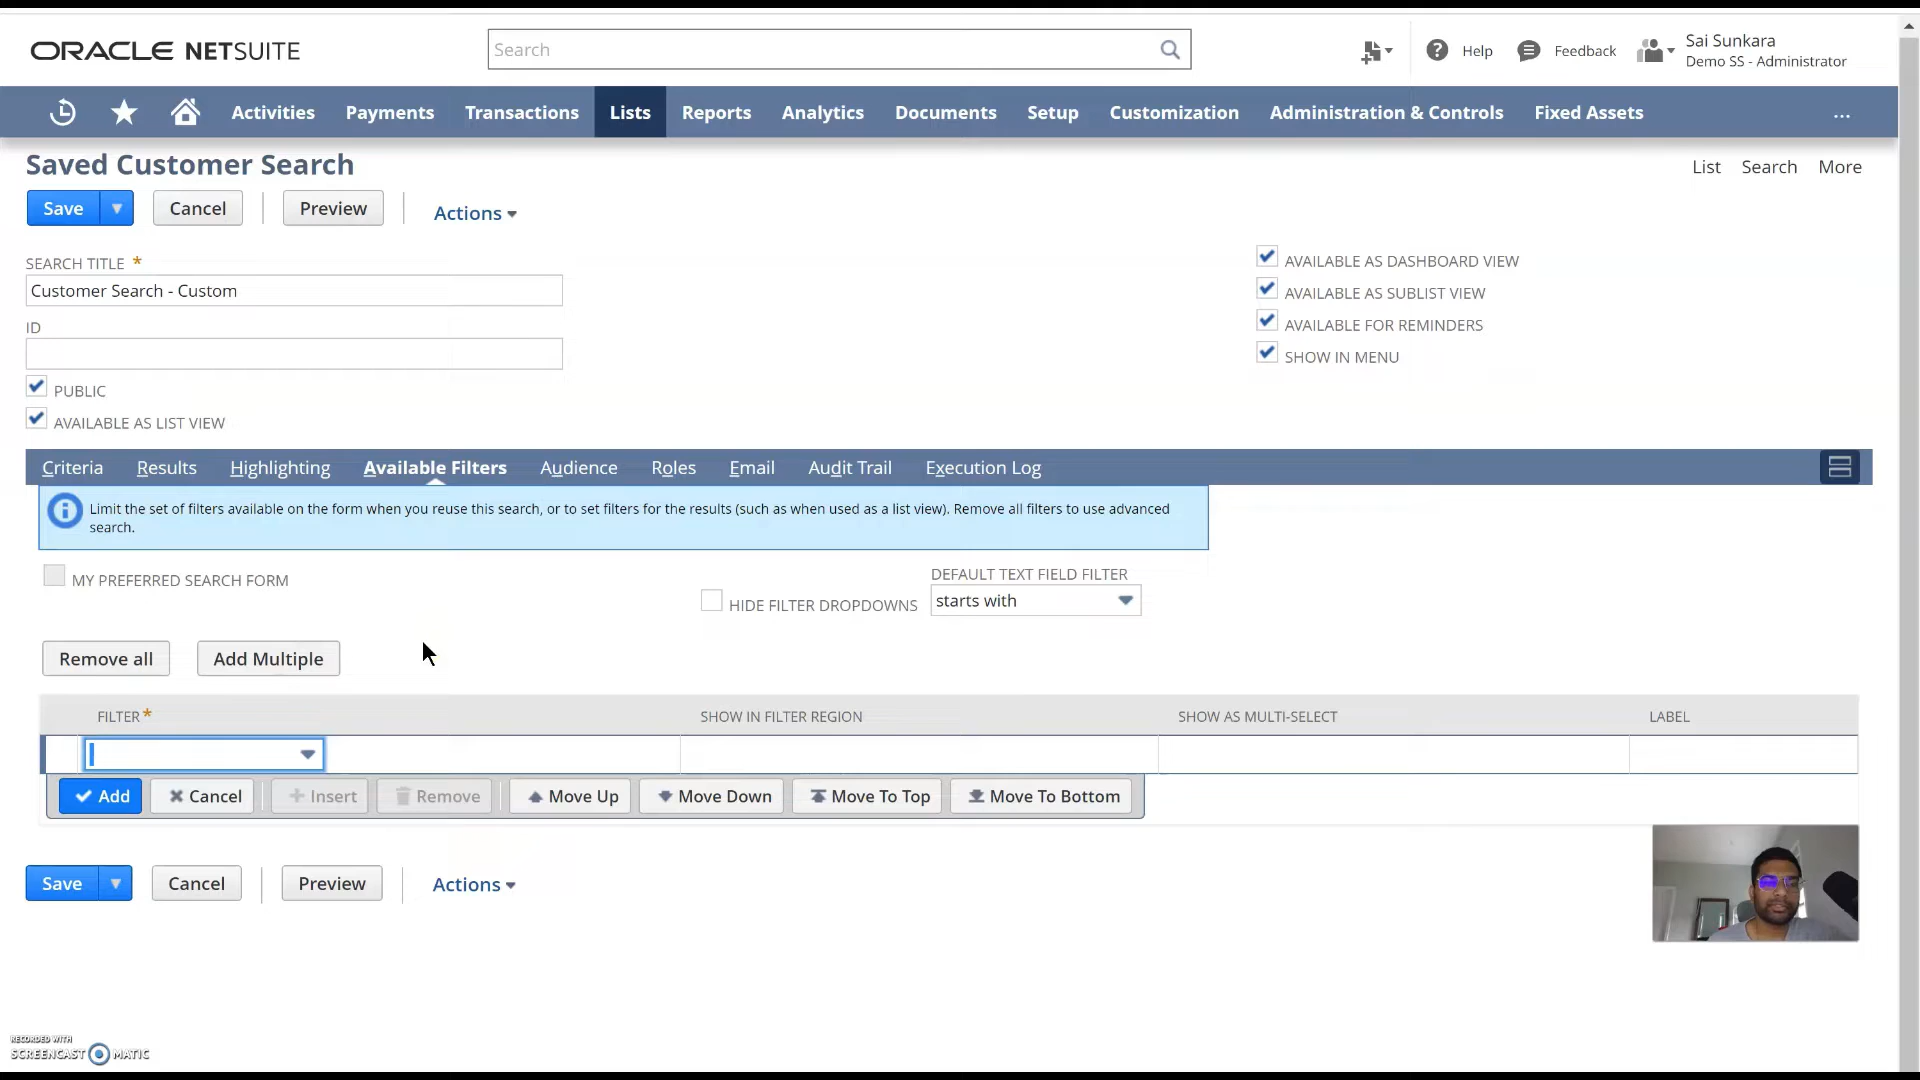 ORACLE NETSUITE
Search
Help
Feedback
Sai Sunkara
Demo SS - Administrator
Activities Payments Transactions Lists Reports Analytics Documents Setup Customization Administration & Controls Fixed Assets ...
Saved Customer Search
List Search More
Save Cancel Preview Actions
SEARCH TITLE *
Customer Search - Custom
ID
PUBLIC
AVAILABLE AS LIST VIEW
AVAILABLE AS DASHBOARD VIEW
AVAILABLE AS SUBLIST VIEW
AVAILABLE FOR REMINDERS
SHOW IN MENU
Criteria Results Highlighting Available Filters Audience Roles Email Audit Trail Execution Log
Limit the set of filters available on the form when you reuse this search, or to set filters for the results (such as when used as a list view). Remove all filters to use advanced
search.
MY PREFERRED SEARCH FORM
HIDE FILTER DROPDOWNS
DEFAULT TEXT FIELD FILTER
starts with
Remove all Add Multiple
FILTER * SHOW IN FILTER REGION SHOW AS MULTI-SELECT LABEL
Add Cancel Insert Remove Move Up Move Down Move To Top Move To Bottom
Save Cancel Preview Actions
RECORDED WITH
SCREENCAST MATIC